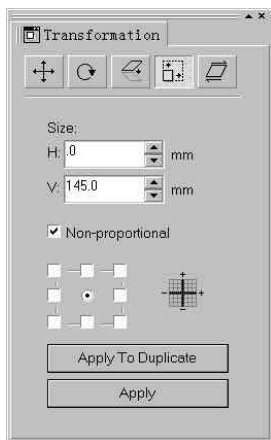 Transformation
Size:
H: .0 mm
V: 145.0 mm
Non-proportional
Apply To Duplicate
Apply